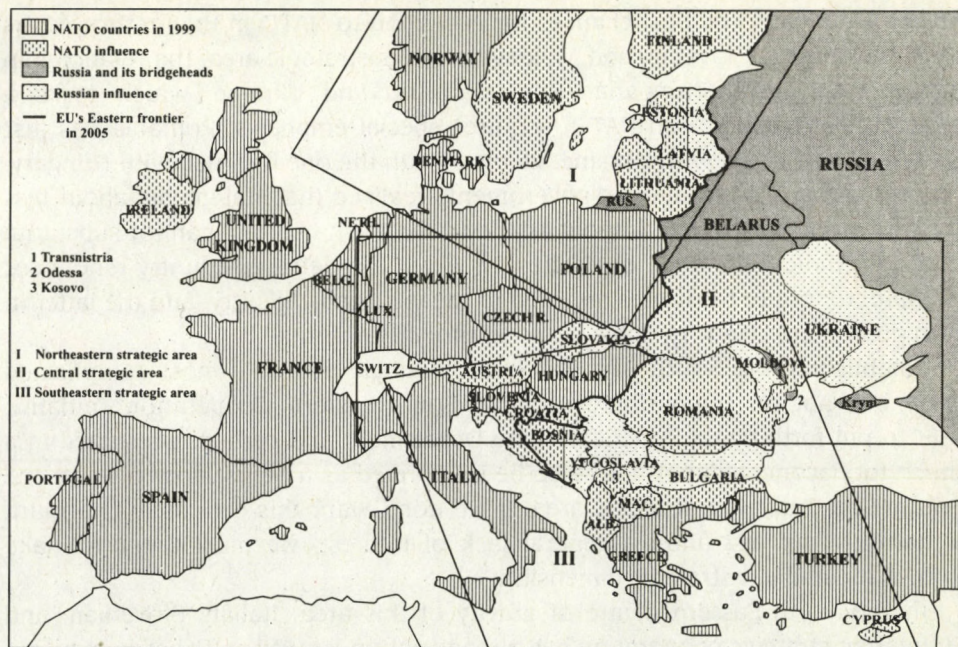 NATO countries in 1999
NATO influence
Russia and its bridgeheads
Russian influence
EU's Eastern frontier
in 2005
NORWAY
FINLAND
SWEDEN
ESTONIA
LATVIA
RUSSIA
DENMARK
I
LITHUANIA
RUS.
BELARUS
IRELAND
UNITED
KINGDOM
NETH.
1 Transnistria
2 Odessa
3 Kosovo
BELG.
GERMANY
POLAND
LUX.
CZECH R.
II
UKRAINE
SLOVAKIA
I Northeastern strategic area
II Central strategic area
III Southeastern strategic area
FRANCE
SWITZ.
AUSTRIA
HUNGARY
MOLDOVA
1
2
Krym
SLOVENIA
CROATIA
ROMANIA
BOSNIA
YUGOSLAVIA
PORTUGAL
SPAIN
ITALY
BULGARIA
3
MAC.
ALB.
III
GREECE
TURKEY
CYPRUS